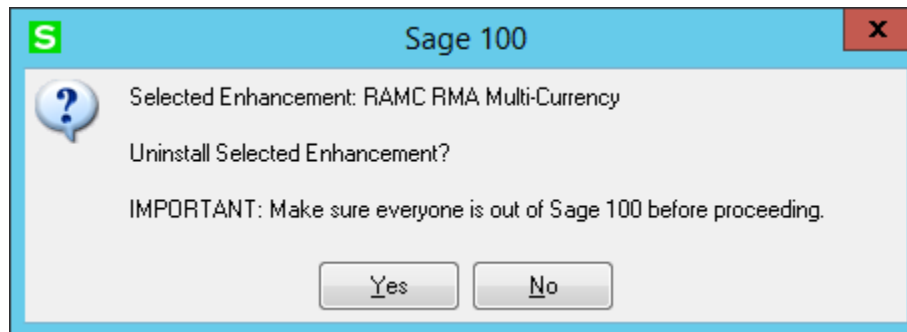 S
Sage 100
X
Selected Enhancement: RAMC RMA Multi-Currency
Uninstall Selected Enhancement?
IMPORTANT: Make sure everyone is out of Sage 100 before proceeding.
Yes
No